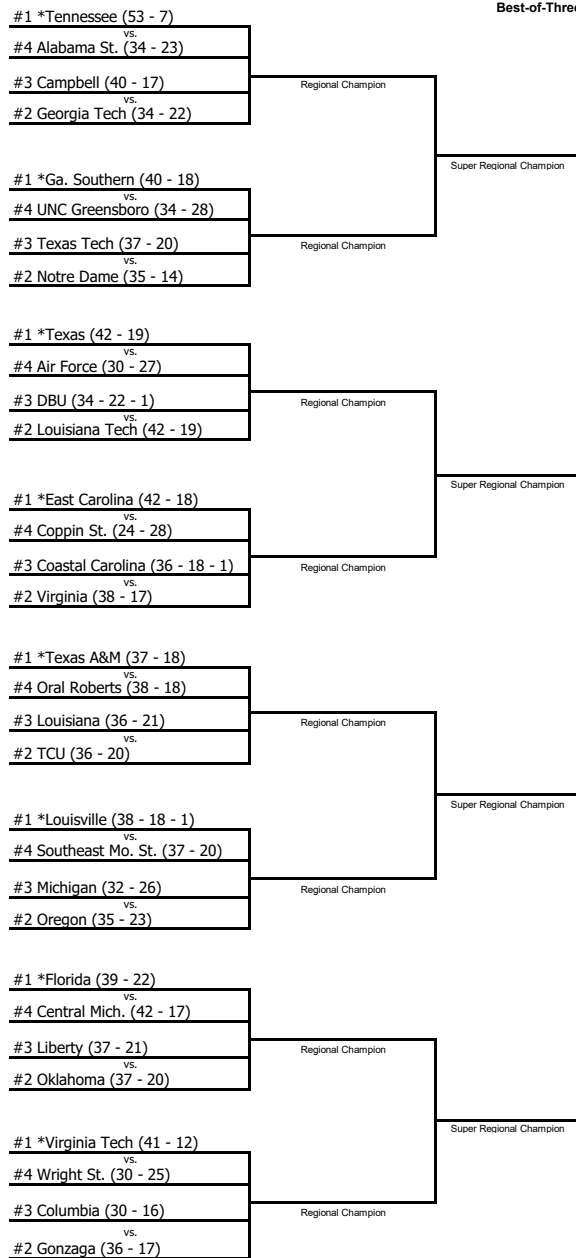 Best-of-Three
#1 *Tennessee (53 - 7)
vs.
#4 Alabama St. (34 - 23)
#3 Campbell (40 - 17)
vs.
#2 Georgia Tech (34 - 22)
Regional Champion
Super Regional Champion
#1 *Ga. Southern (40 - 18)
vs.
#4 UNC Greensboro (34 - 28)
#3 Texas Tech (37 - 20)
vs.
#2 Notre Dame (35 - 14)
Regional Champion
#1 *Texas (42 - 19)
vs.
#4 Air Force (30 - 27)
#3 DBU (34 - 22 - 1)
vs.
#2 Louisiana Tech (42 - 19)
Regional Champion
Super Regional Champion
#1 *East Carolina (42 - 18)
vs.
#4 Coppin St. (24 - 28)
#3 Coastal Carolina (36 - 18 - 1)
vs.
#2 Virginia (38 - 17)
Regional Champion
#1 *Texas A&M (37 - 18)
vs.
#4 Oral Roberts (38 - 18)
#3 Louisiana (36 - 21)
vs.
#2 TCU (36 - 20)
Regional Champion
Super Regional Champion
#1 *Louisville (38 - 18 - 1)
vs.
#4 Southeast Mo. St. (37 - 20)
#3 Michigan (32 - 26)
vs.
#2 Oregon (35 - 23)
Regional Champion
#1 *Florida (39 - 22)
vs.
#4 Central Mich. (42 - 17)
#3 Liberty (37 - 21)
vs.
#2 Oklahoma (37 - 20)
Regional Champion
Super Regional Champion
#1 *Virginia Tech (41 - 12)
vs.
#4 Wright St. (30 - 25)
#3 Columbia (30 - 16)
vs.
#2 Gonzaga (36 - 17)
Regional Champion